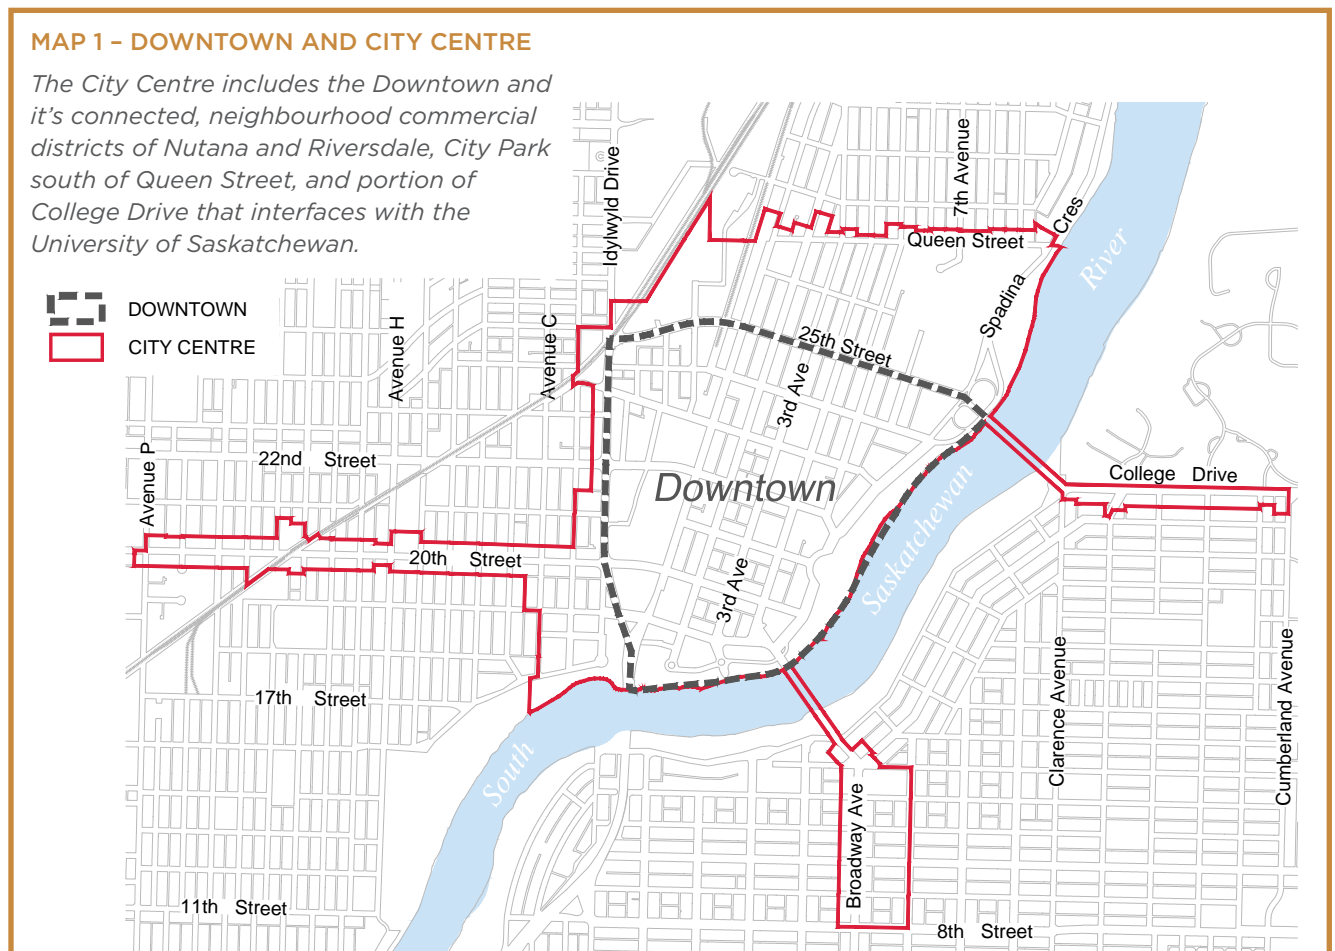 MAP 1 – DOWNTOWN AND CITY CENTRE
The City Centre includes the Downtown and
it's connected, neighbourhood commercial
districts of Nutana and Riversdale, City Park
south of Queen Street, and portion of
College Drive that interfaces with the
University of Saskatchewan.
DOWNTOWN
CITY CENTRE
Idylwyld Drive
7th Avenue
Queen Street
Spadina Cres
River
Avenue H
Avenue C
25th Street
3rd Ave
Avenue P
22nd Street
Downtown
College Drive
Saskatchewan
20th Street
3rd Ave
17th Street
South
Clarence Avenue
Cumberland Avenue
Broadway Ave
11th Street
8th Street